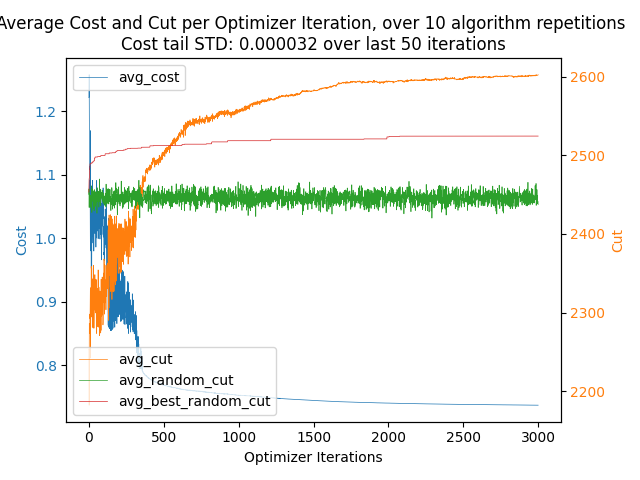 Average Cost and Cut per Optimizer Iteration, over 10 algorithm repetitions
Cost tail STD: 0.000032 over last 50 iterations
avg_cost
1.2
1.1
1.0
0.9
0.8
Cost
2600
2500
2400
2300
2200
Cut
avg_cut
avg_random_cut
avg_best_random_cut
0 500 1000 1500 2000 2500 3000
Optimizer Iterations